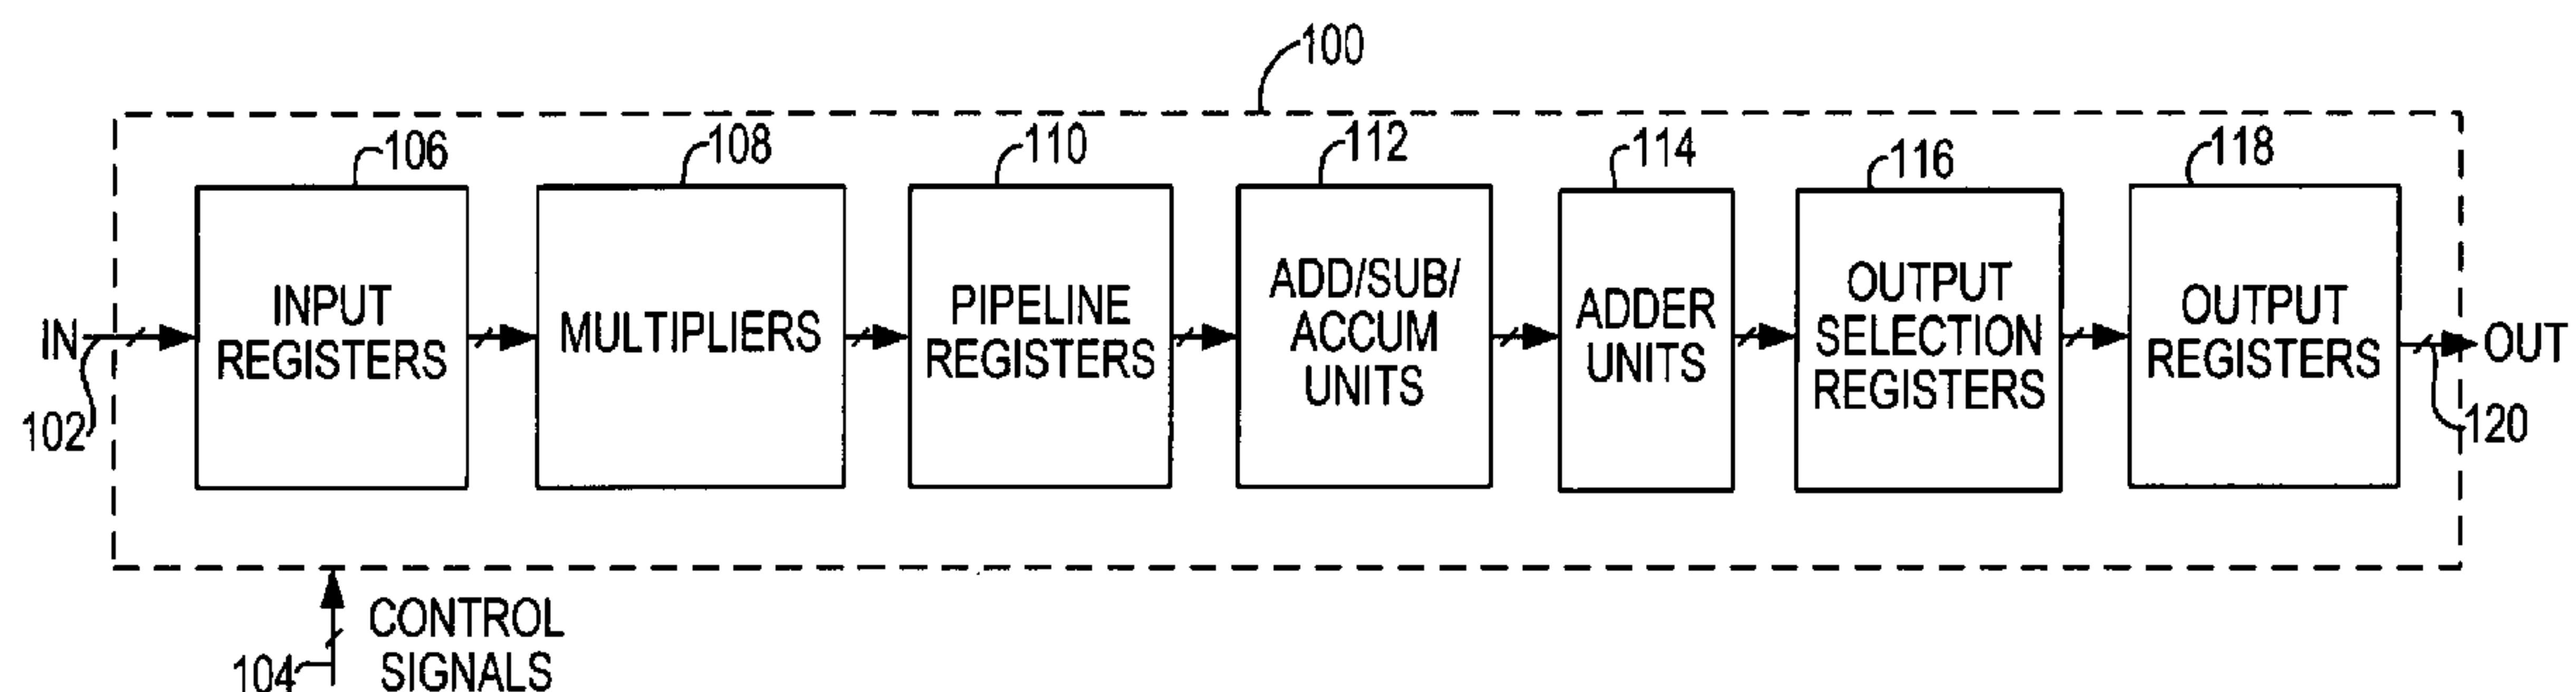 100
106
108
110
112
114
116
118
IN
INPUT
REGISTERS
MULTIPLIERS
PIPELINE
REGISTERS
ADD/SUB/
ACCUM
UNITS
ADDER
UNITS
OUTPUT
SELECTION
REGISTERS
OUTPUT
REGISTERS
OUT
102
120
CONTROL
SIGNALS
104